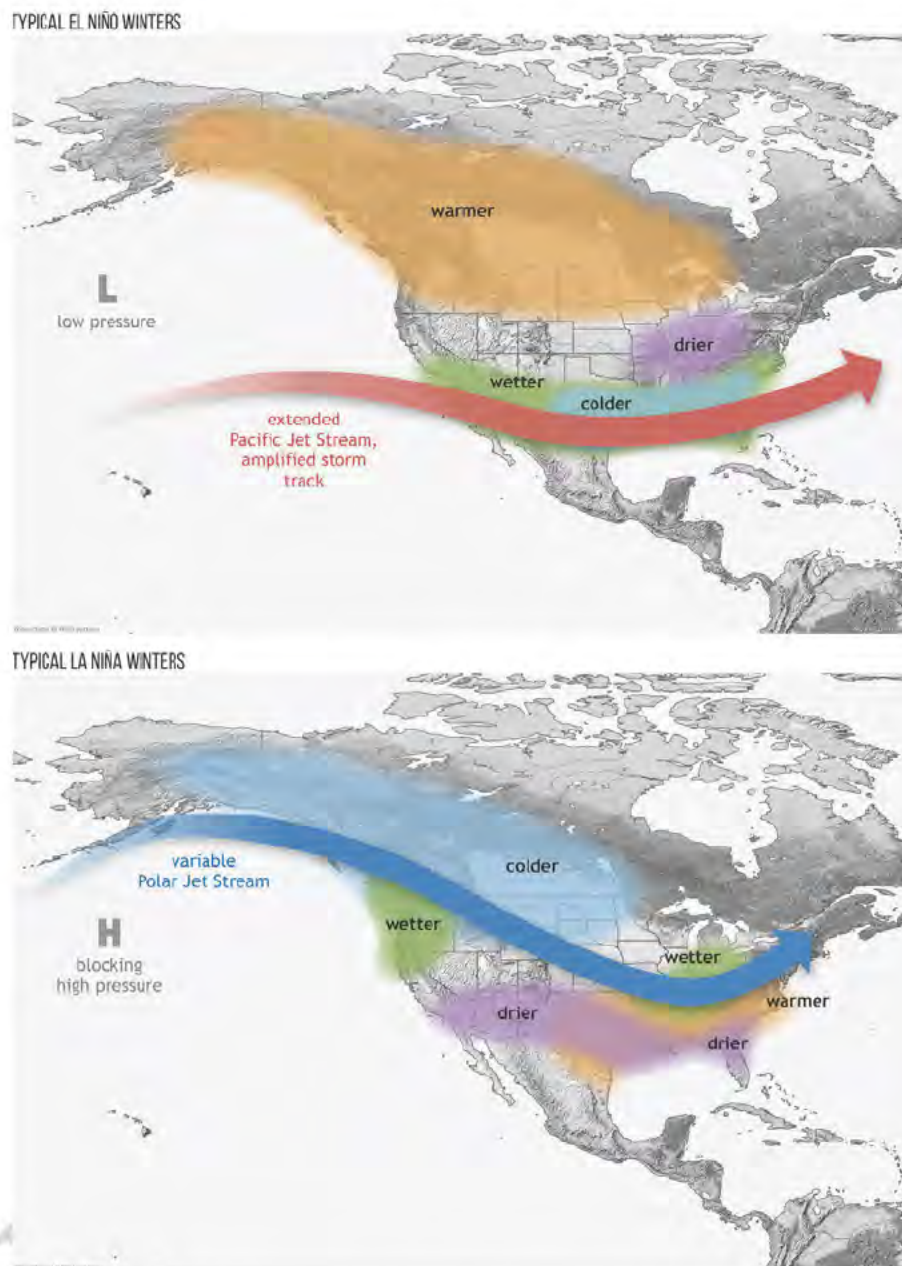 TYPICAL EL NIÑO WINTERS
warmer
L
low pressure
drier
wetter
colder
extended
Pacific Jet Stream,
amplified storm
track
TYPICAL LA NIÑA WINTERS
variable
Polar Jet Stream
colder
wetter
H
blocking
high pressure
wetter
warmer
drier
drier